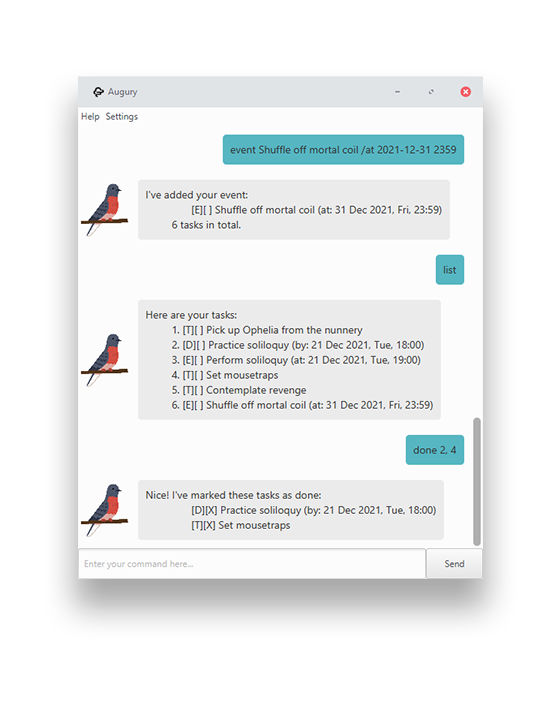 Augury
Help Settings
event Shuffle off mortal coil /at 2021-12-31 2359
I've added your event:
[E][ ] Shuffle off mortal coil (at: 31 Dec 2021, Fri, 23:59)
6 tasks in total.
list
Here are your tasks:
1. [T][ ] Pick up Ophelia from the nunnery
2. [D][ ] Practice soliloquy (by: 21 Dec 2021, Tue, 18:00)
3. [E][ ] Perform soliloquy (at: 21 Dec 2021, Tue, 19:00)
4. [T][ ] Set mousetraps
5. [T][ ] Contemplate revenge
6. [E][ ] Shuffle off mortal coil (at: 31 Dec 2021, Fri, 23:59)
done 2, 4
Nice! I've marked these tasks as done:
[D][X] Practice soliloquy (by: 21 Dec 2021, Tue, 18:00)
[T][X] Set mousetraps
Enter your command here... Send